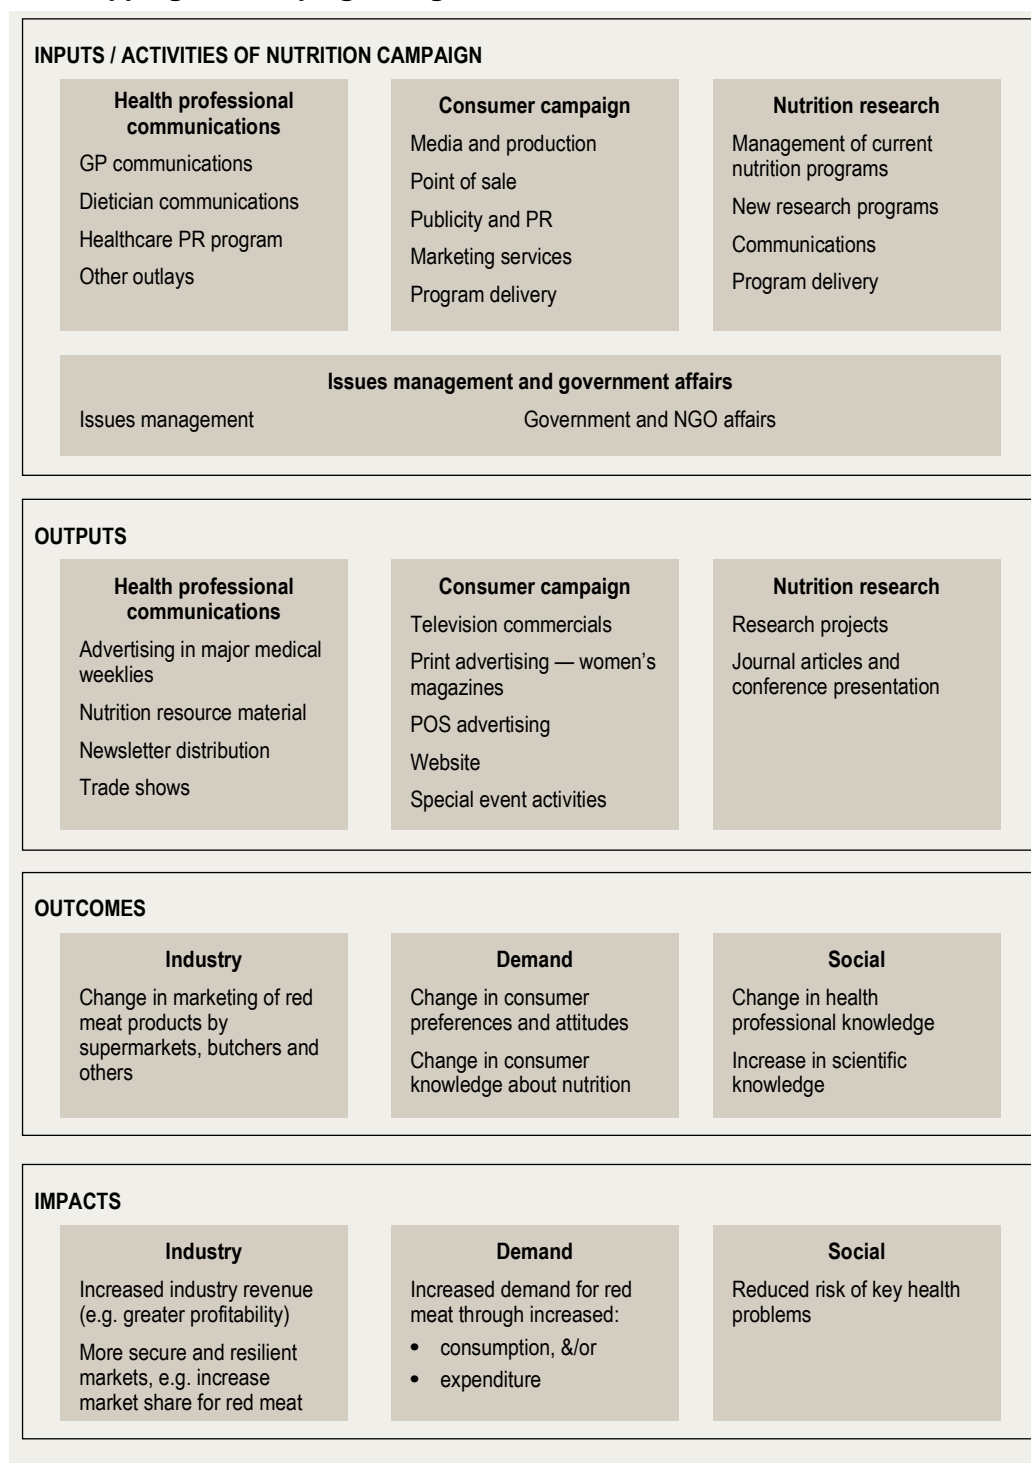 INPUTS / ACTIVITIES OF NUTRITION CAMPAIGN
Health professional
communications
GP communications
Dietician communications
Healthcare PR program
Other outlays
Consumer campaign
Media and production
Point of sale
Publicity and PR
Marketing services
Program delivery
Nutrition research
Management of current
nutrition programs
New research programs
Communications
Program delivery
Issues management and government affairs
Issues management
Government and NGO affairs
OUTPUTS
Health professional
communications
Advertising in major medical
weeklies
Nutrition resource material
Newsletter distribution
Trade shows
Consumer campaign
Television commercials
Print advertising — women’s
magazines
POS advertising
Website
Special event activities
Nutrition research
Research projects
Journal articles and
conference presentation
OUTCOMES
Industry
Change in marketing of red
meat products by
supermarkets, butchers and
others
Demand
Change in consumer
preferences and attitudes
Change in consumer
knowledge about nutrition
Social
Change in health
professional knowledge
Increase in scientific
knowledge
IMPACTS
Industry
Increased industry revenue
(e.g. greater profitability)
More secure and resilient
markets, e.g. increase
market share for red meat
Demand
Increased demand for red
meat through increased:
• consumption, &/or
• expenditure
Social
Reduced risk of key health
problems